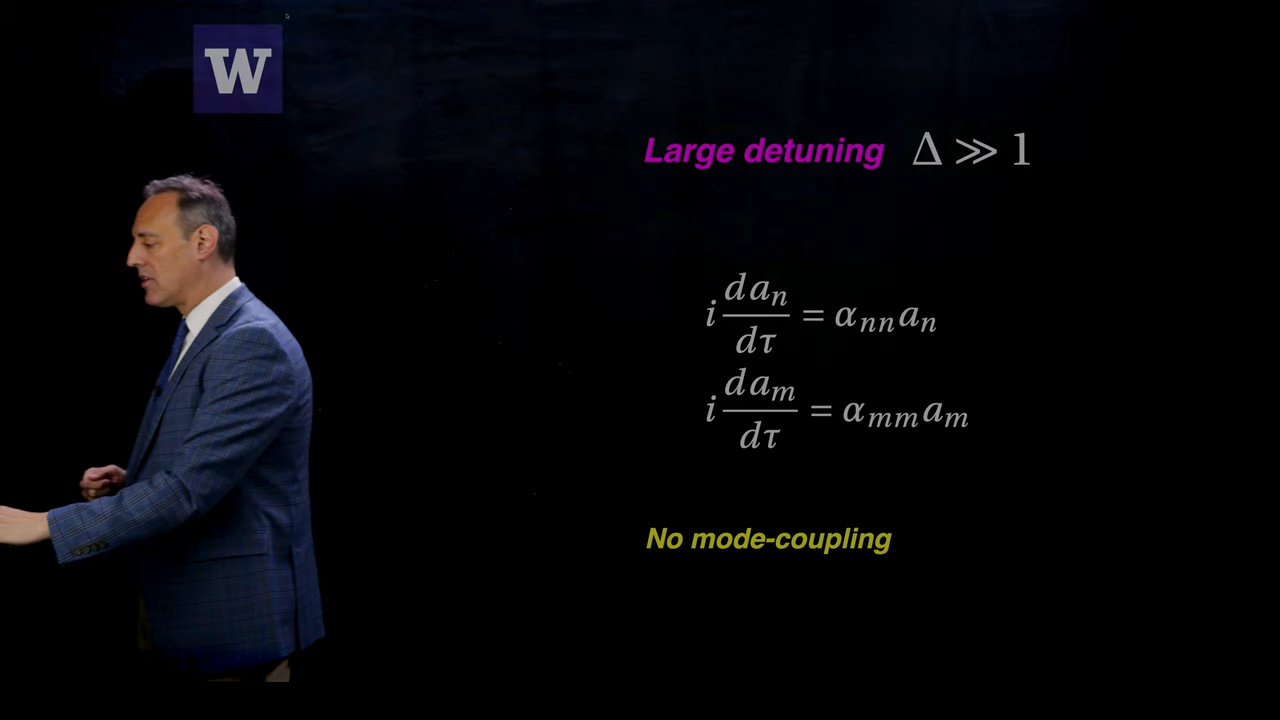 W
Large detuning Δ ≫ 1
i da_n/dτ = α_nn a_n
i da_m/dτ = α_mm a_m
No mode-coupling